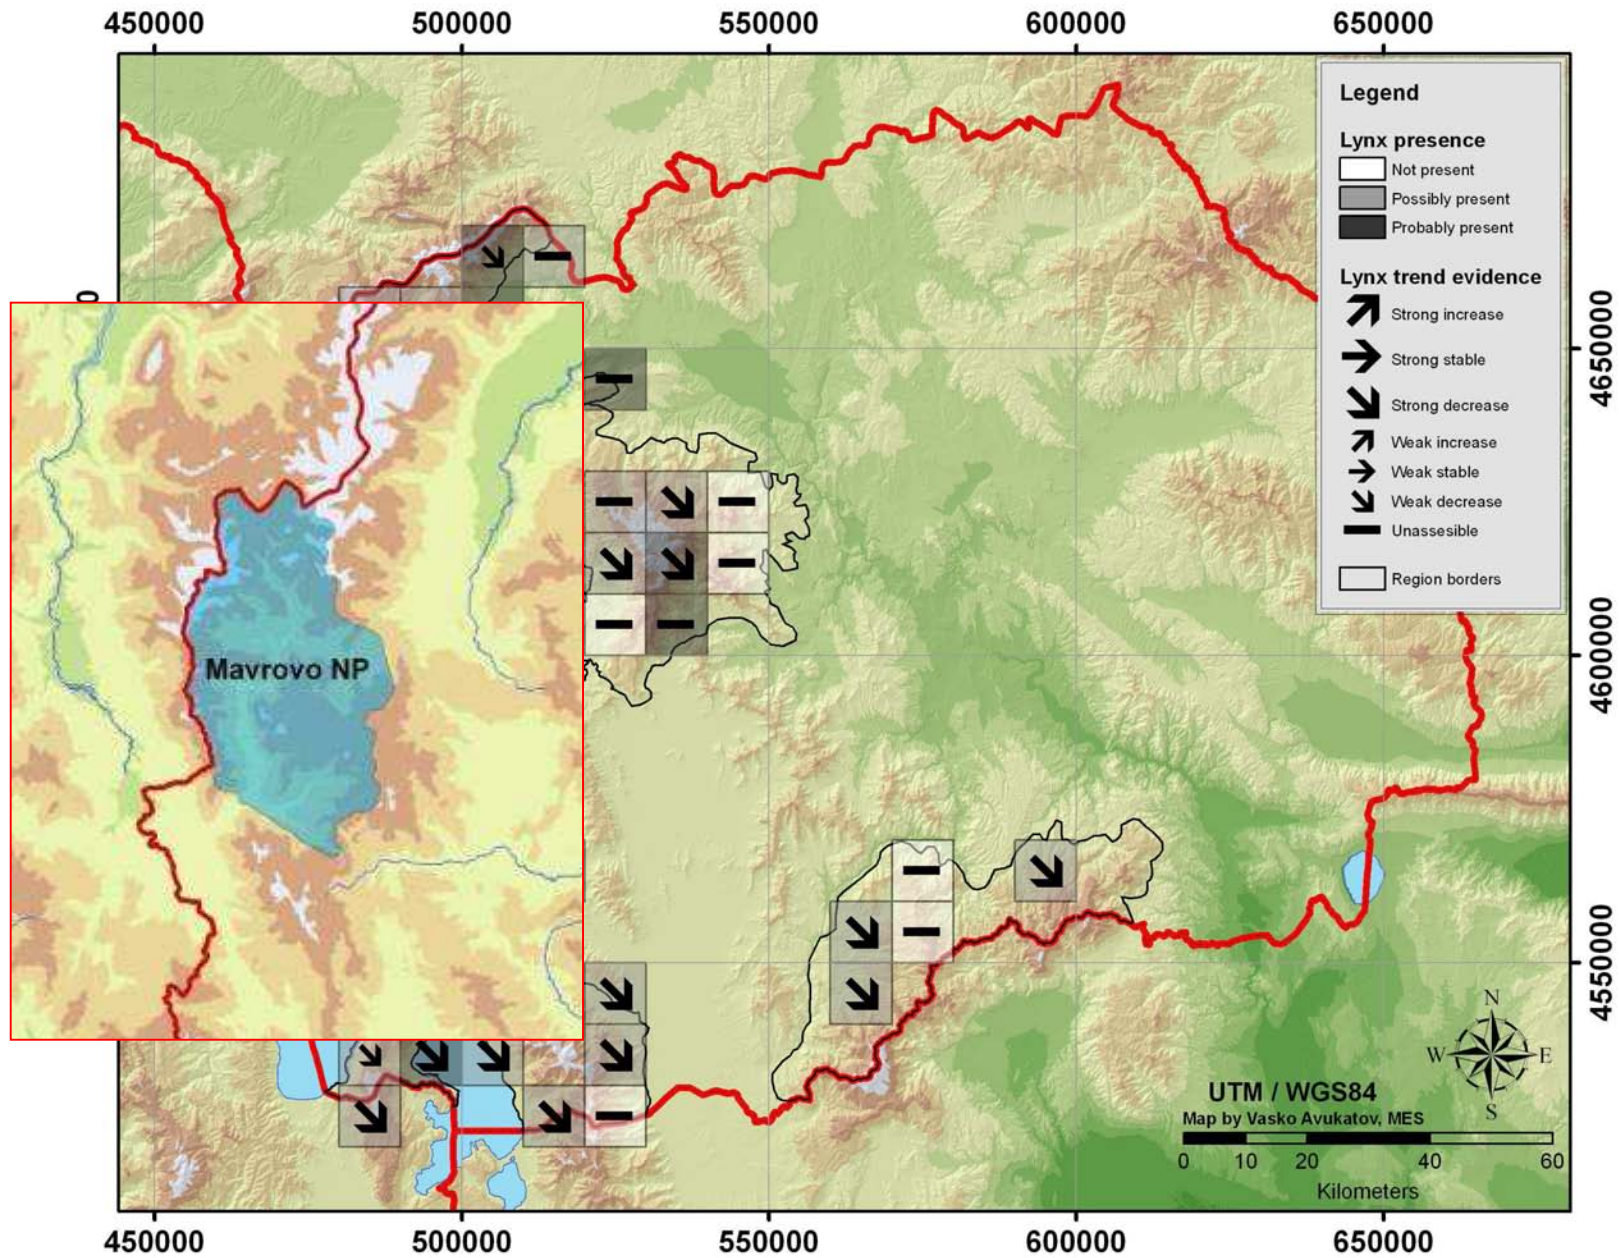 450000 500000 550000 600000 650000
Legend
Lynx presence
Not present
Possibly present
Probably present
Lynx trend evidence
Strong increase
Strong stable
Strong decrease
Weak increase
Weak stable
Weak decrease
Unassesible
Region borders
0
4650000
4600000
4550000
Mavrovo NP
N
W E
S
UTM / WGS84
Map by Vasko Avukatov, MES
0 10 20 40 60
Kilometers
450000 500000 550000 600000 650000